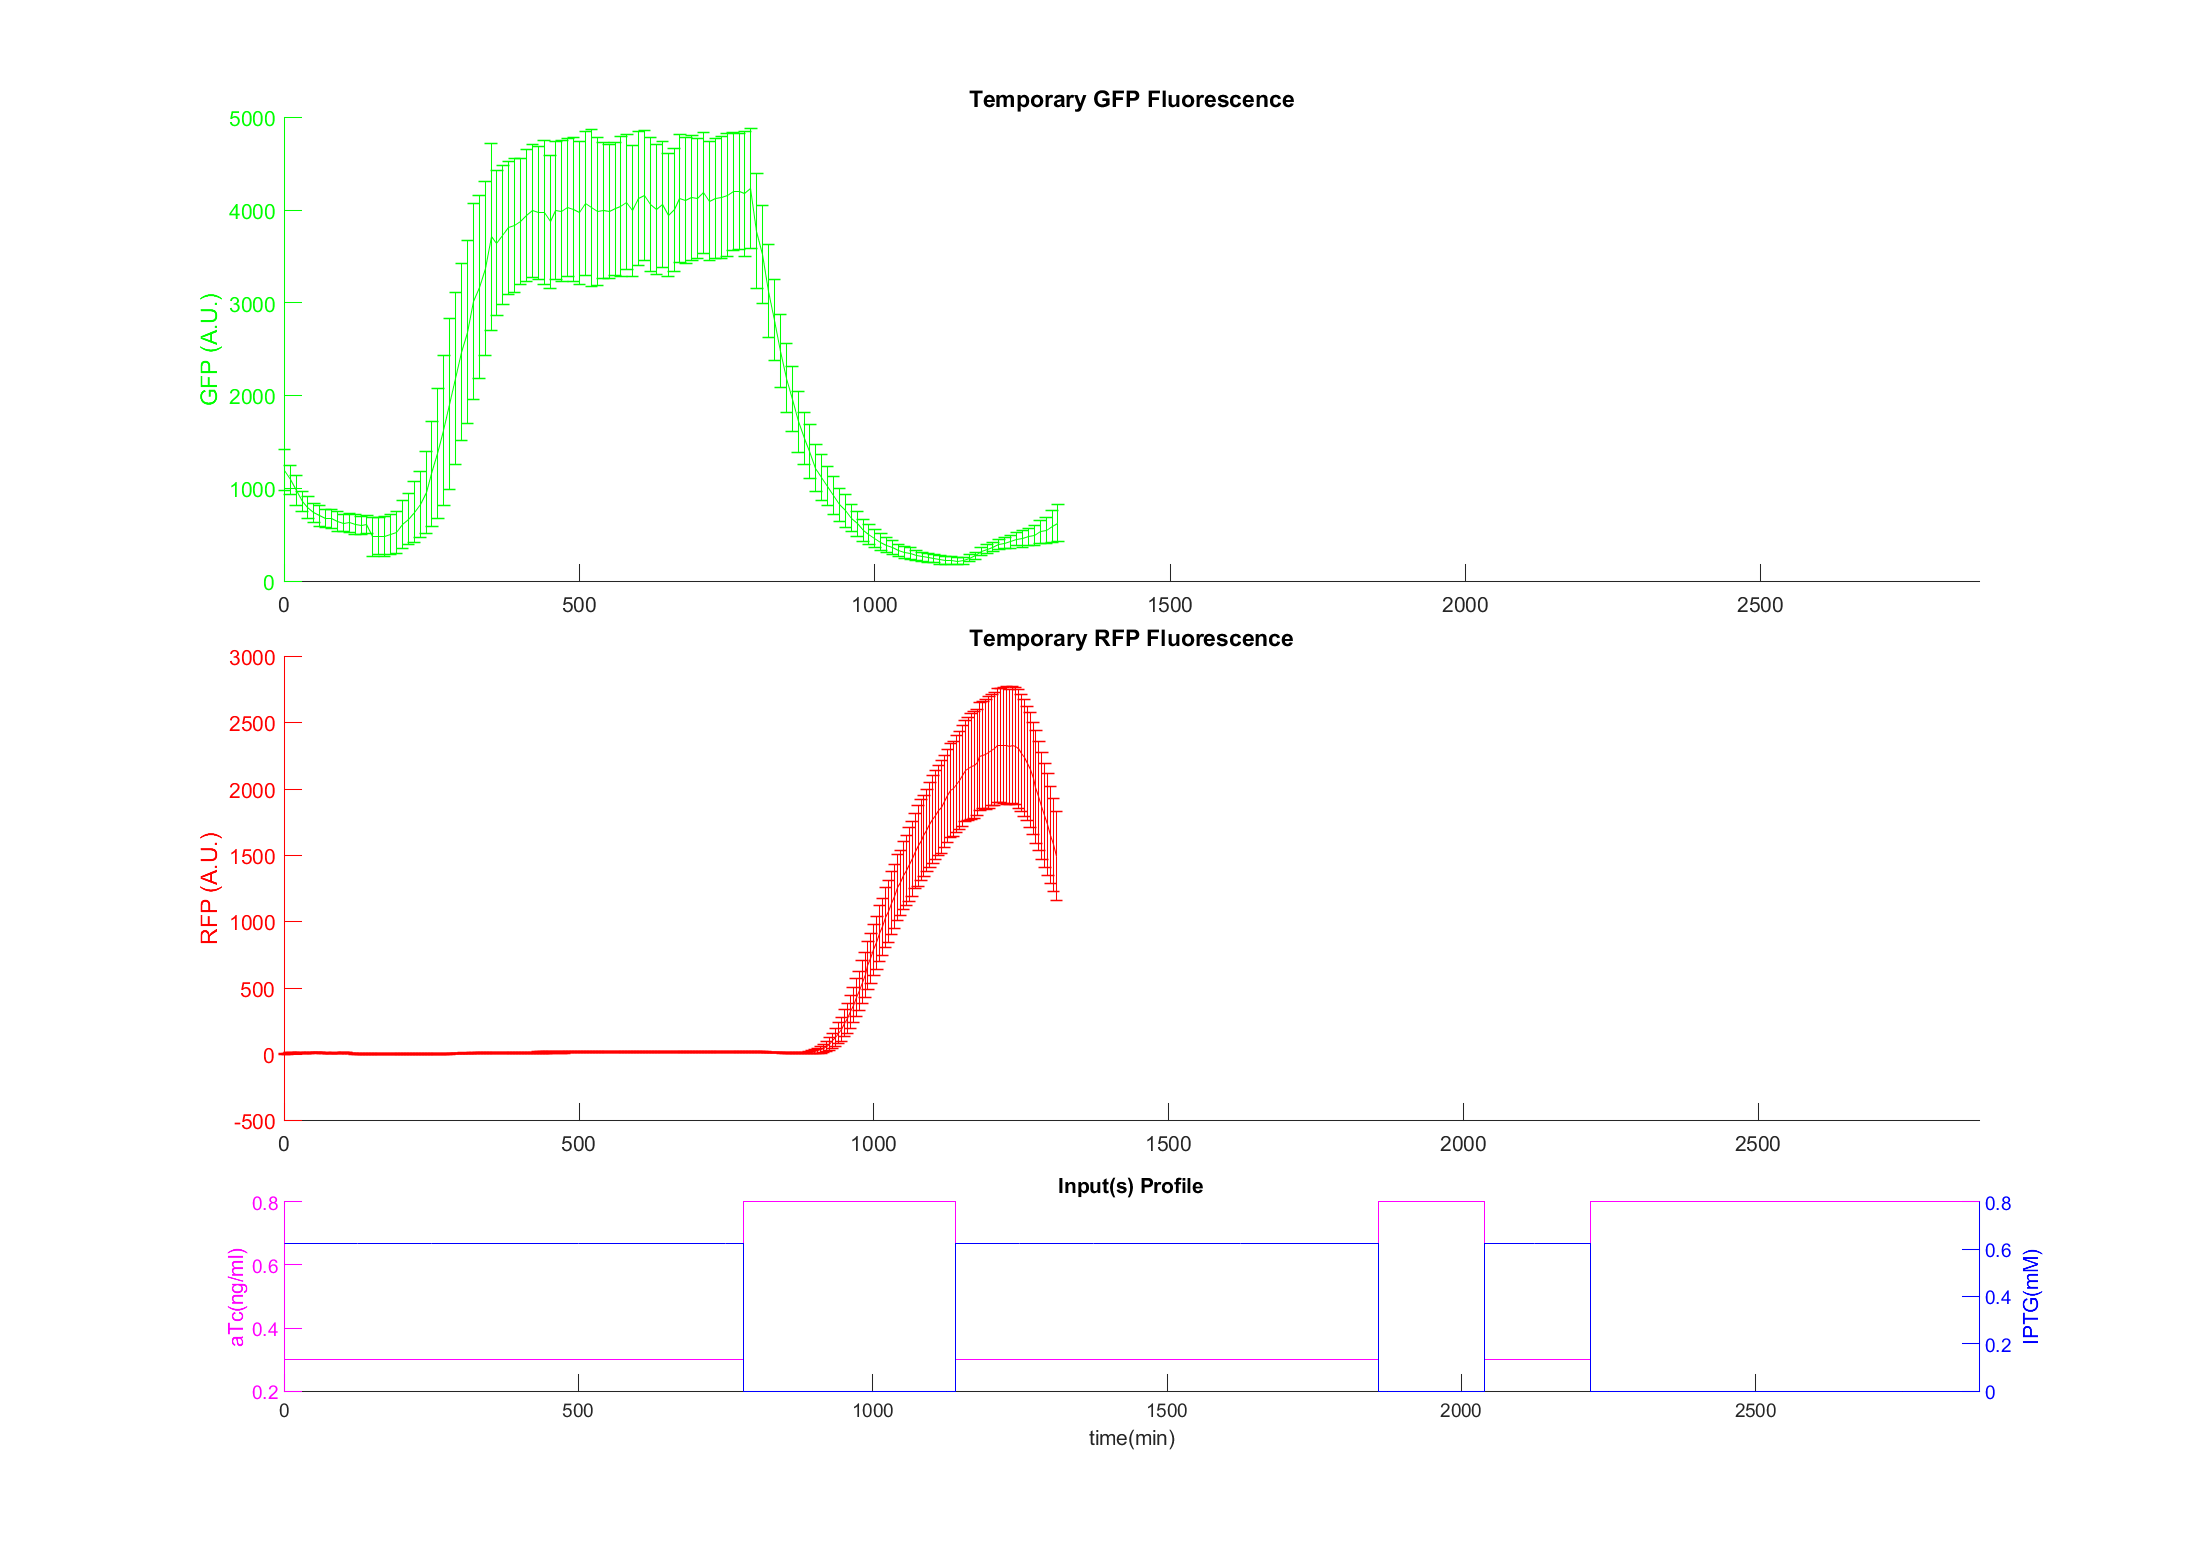 Temporary GFP Fluorescence
5000
4000
3000
2000
1000
0
GFP (A.U.)
0 500 1000 1500 2000 2500
Temporary RFP Fluorescence
3000
2500
2000
1500
1000
500
0
-500
RFP (A.U.)
0 500 1000 1500 2000 2500
Input(s) Profile
0.8
0.6
0.4
0.2
aTc(ng/ml)
0.8
0.6
0.4
0.2
0
IPTG(mM)
0 500 1000 1500 2000 2500
time(min)